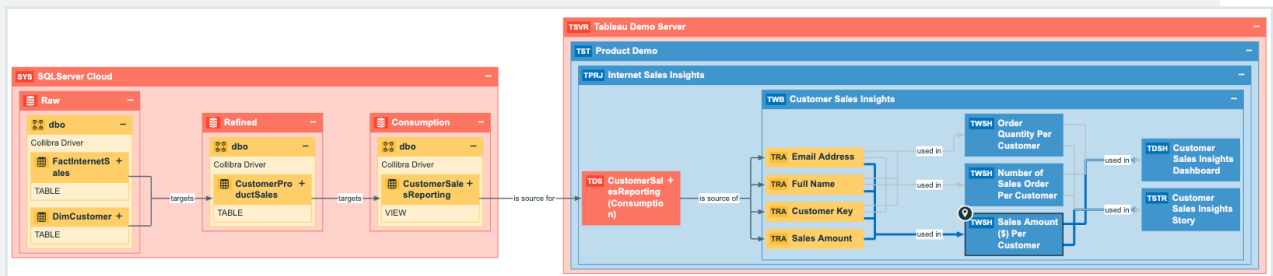 TSVR Tableau Demo Server
TST Product Demo
TPRJ Internet Sales Insights
TWB Customer Sales Insights
SYS SQLServer Cloud
Raw
dbo
Collibra Driver
FactInternetS
ales
TABLE
DimCustomer
TABLE
targets
Refined
dbo
Collibra Driver
CustomerPro
ductSales
TABLE
targets
Consumption
dbo
Collibra Driver
CustomerSale
sReporting
VIEW
is source for
TDS CustomerSal
esReporting
(Consumptio
n)
is source of
TRA Email Address
TRA Full Name
TRA Customer Key
TRA Sales Amount
used in
used in
used in
TWSH Order
Quantity Per
Customer
TWSH Number of
Sales Order
Per Customer
TWSH Sales Amount
($) Per
Customer
used in
used in
TDSH Customer
Sales Insights
Dashboard
TSTR Customer
Sales Insights
Story